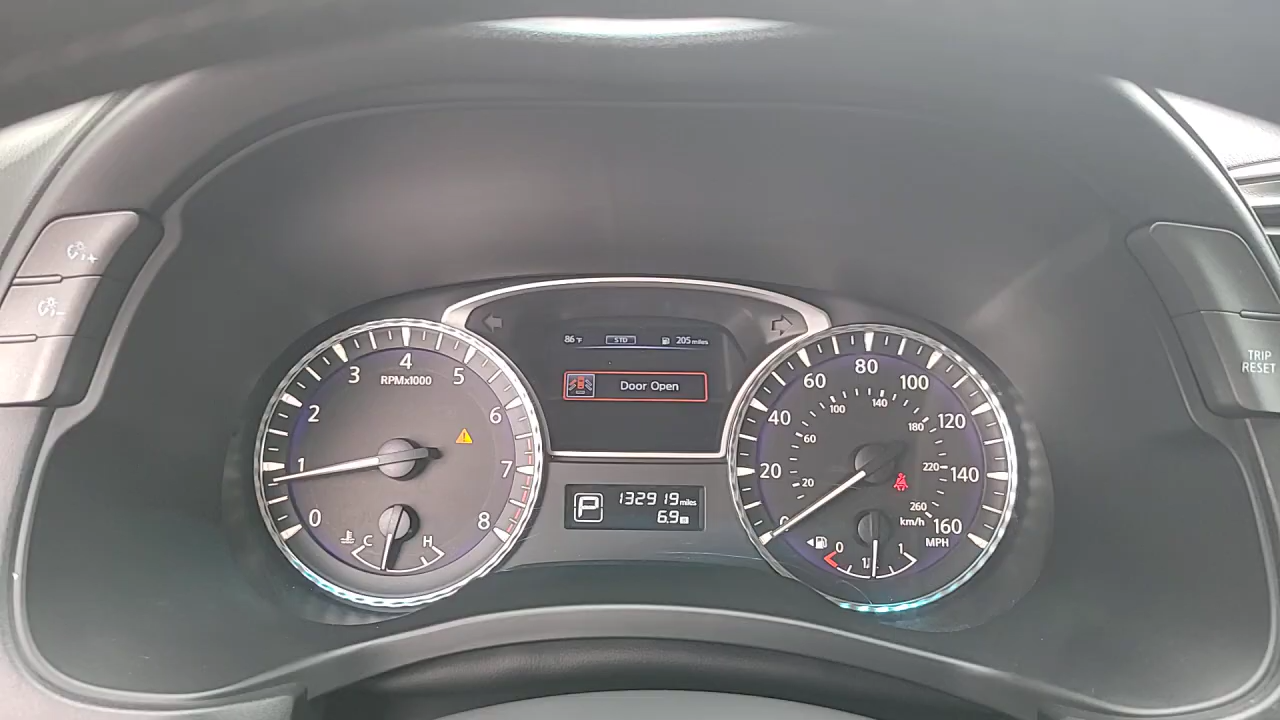 86 °F STD 205 miles
Door Open
0 1 2 3 4 5 6 7 8
RPMx1000
C H
P 132919 miles
6.9
0 20 40 60 80 100 120 140 160
MPH
20 60 100 140 180 220 260
km/h
0 1
TRIP
RESET